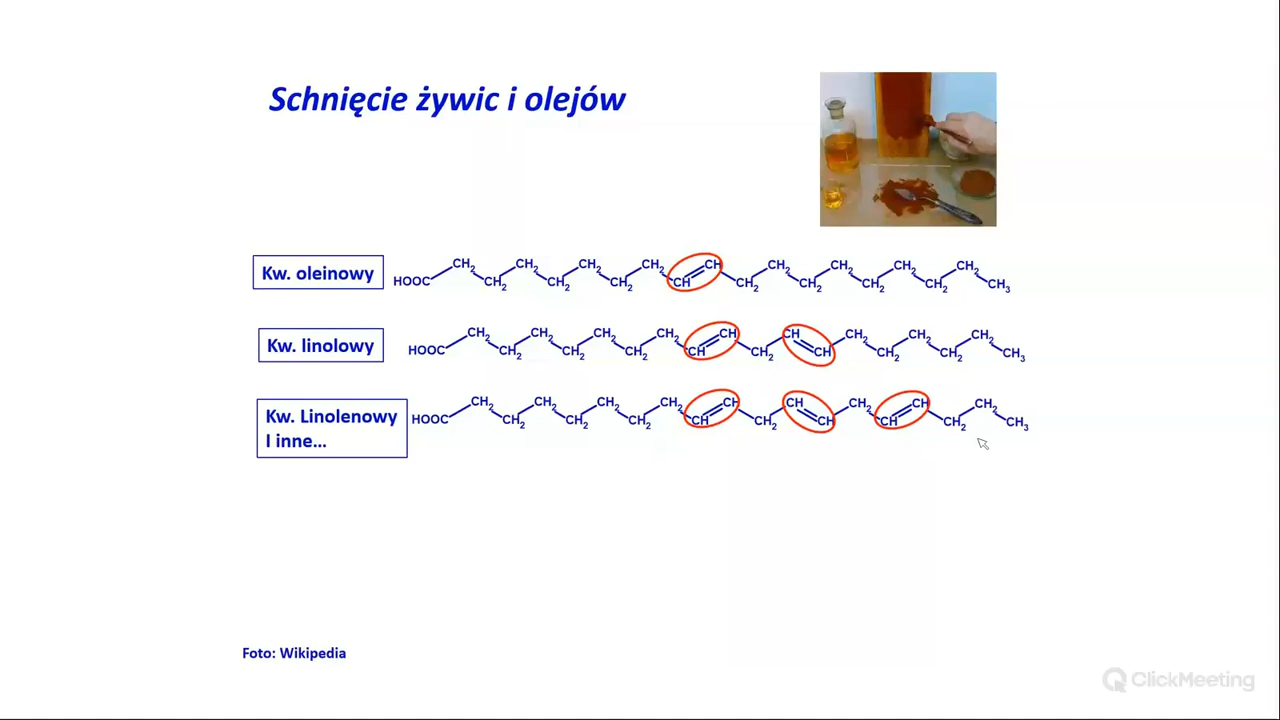 Schnięcie żywic i olejów
Kw. oleinowy
HOOC CH₂ CH₂ CH₂ CH₂ CH₂ CH₂ CH₂ CH CH CH₂ CH₂ CH₂ CH₂ CH₂ CH₂ CH₂ CH₂ CH₃
Kw. linolowy
HOOC CH₂ CH₂ CH₂ CH₂ CH₂ CH₂ CH₂ CH CH CH₂ CH CH CH₂ CH₂ CH₂ CH₂ CH₂ CH₃
Kw. Linolenowy
I inne...
HOOC CH₂ CH₂ CH₂ CH₂ CH₂ CH₂ CH₂ CH CH CH₂ CH CH CH₂ CH CH CH₂ CH₂ CH₃
Foto: Wikipedia
ClickMeeting